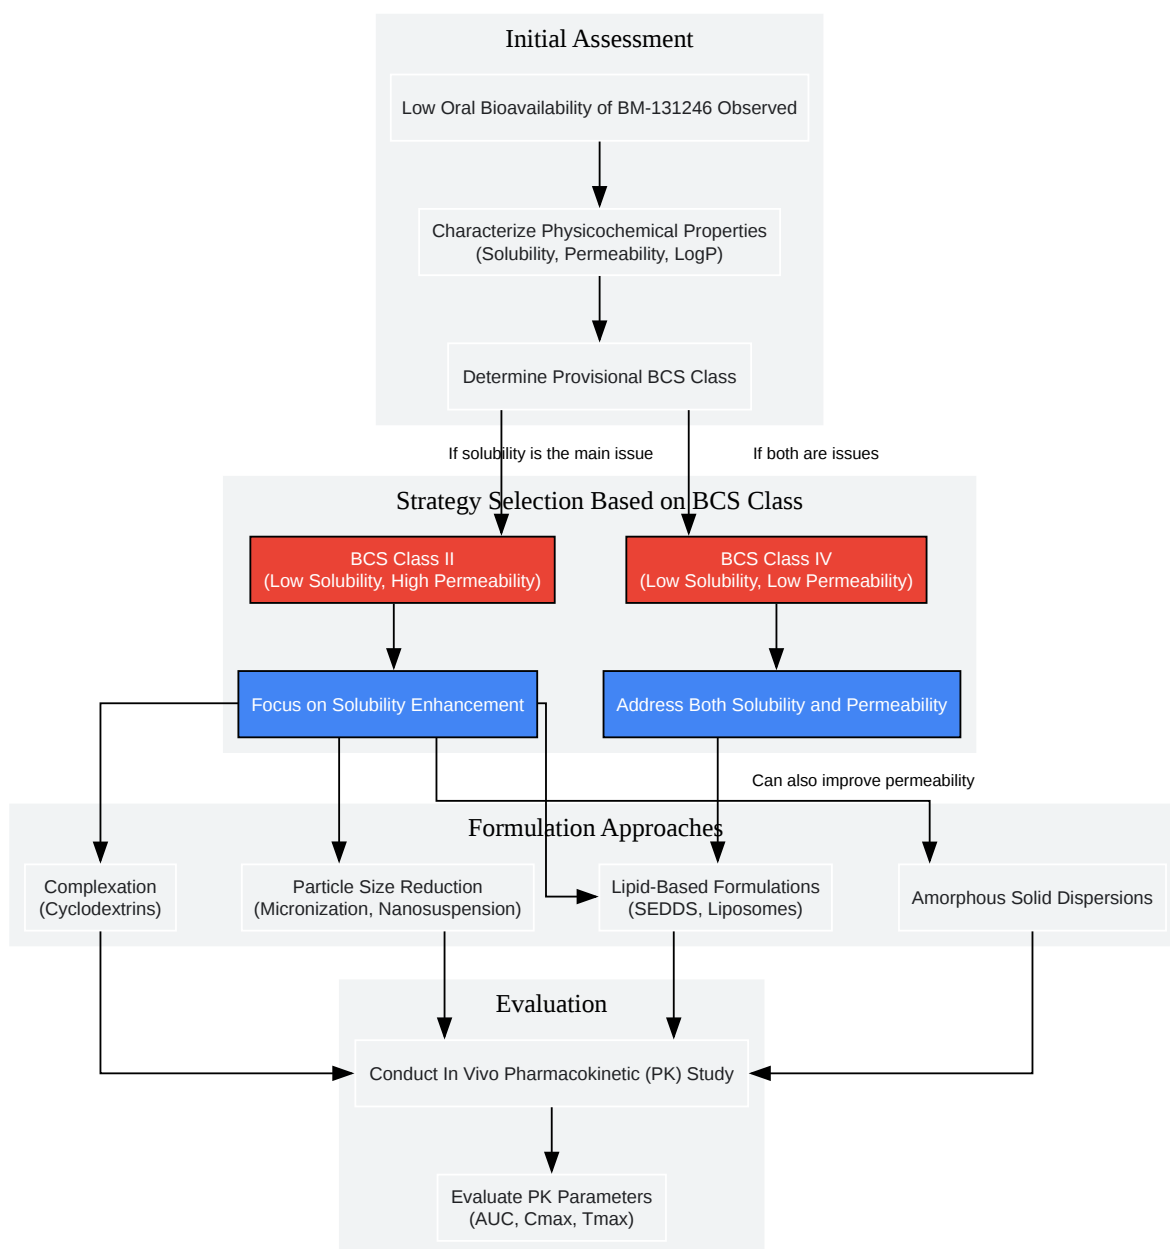 Initial Assessment
Low Oral Bioavailability of BM-131246 Observed
Characterize Physicochemical Properties
(Solubility, Permeability, LogP)
Determine Provisional BCS Class
If solubility is the main issue
If both are issues
Strategy Selection Based on BCS Class
BCS Class II
(Low Solubility, High Permeability)
BCS Class IV
(Low Solubility, Low Permeability)
Focus on Solubility Enhancement
Address Both Solubility and Permeability
Can also improve permeability
Formulation Approaches
Complexation
(Cyclodextrins)
Particle Size Reduction
(Micronization, Nanosuspension)
Lipid-Based Formulations
(SEDDS, Liposomes)
Amorphous Solid Dispersions
Evaluation
Conduct In Vivo Pharmacokinetic (PK) Study
Evaluate PK Parameters
(AUC, Cmax, Tmax)